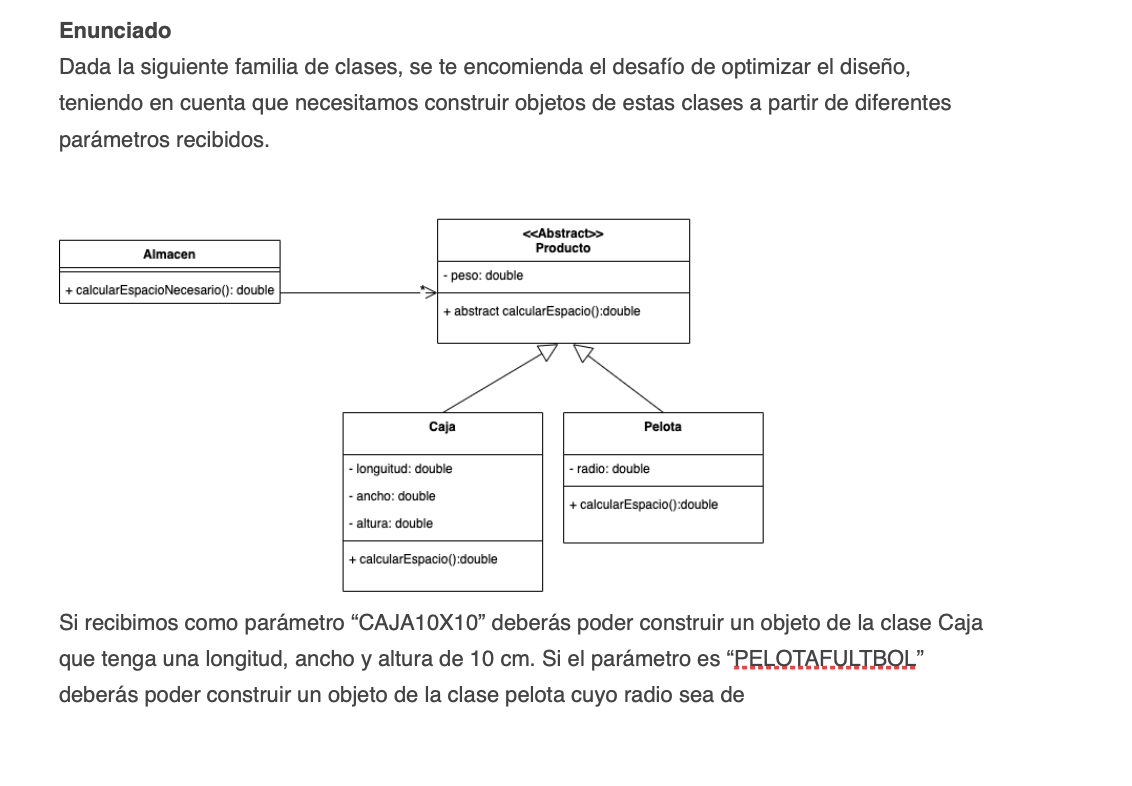 Enunciado
Dada la siguiente familia de clases, se te encomienda el desafío de optimizar el diseño,
teniendo en cuenta que necesitamos construir objetos de estas clases a partir de diferentes
parámetros recibidos.
<<Abstract>>
Producto
- peso: double
+ abstract calcularEspacio():double
Almacen
+ calcularEspacioNecesario(): double
*
Caja
- longuitud: double
- ancho: double
- altura: double
+ calcularEspacio():double
Pelota
- radio: double
+ calcularEspacio():double
Si recibimos como parámetro “CAJA10X10” deberás poder construir un objeto de la clase Caja
que tenga una longitud, ancho y altura de 10 cm. Si el parámetro es “PELOTAFULTBOL”
deberás poder construir un objeto de la clase pelota cuyo radio sea de